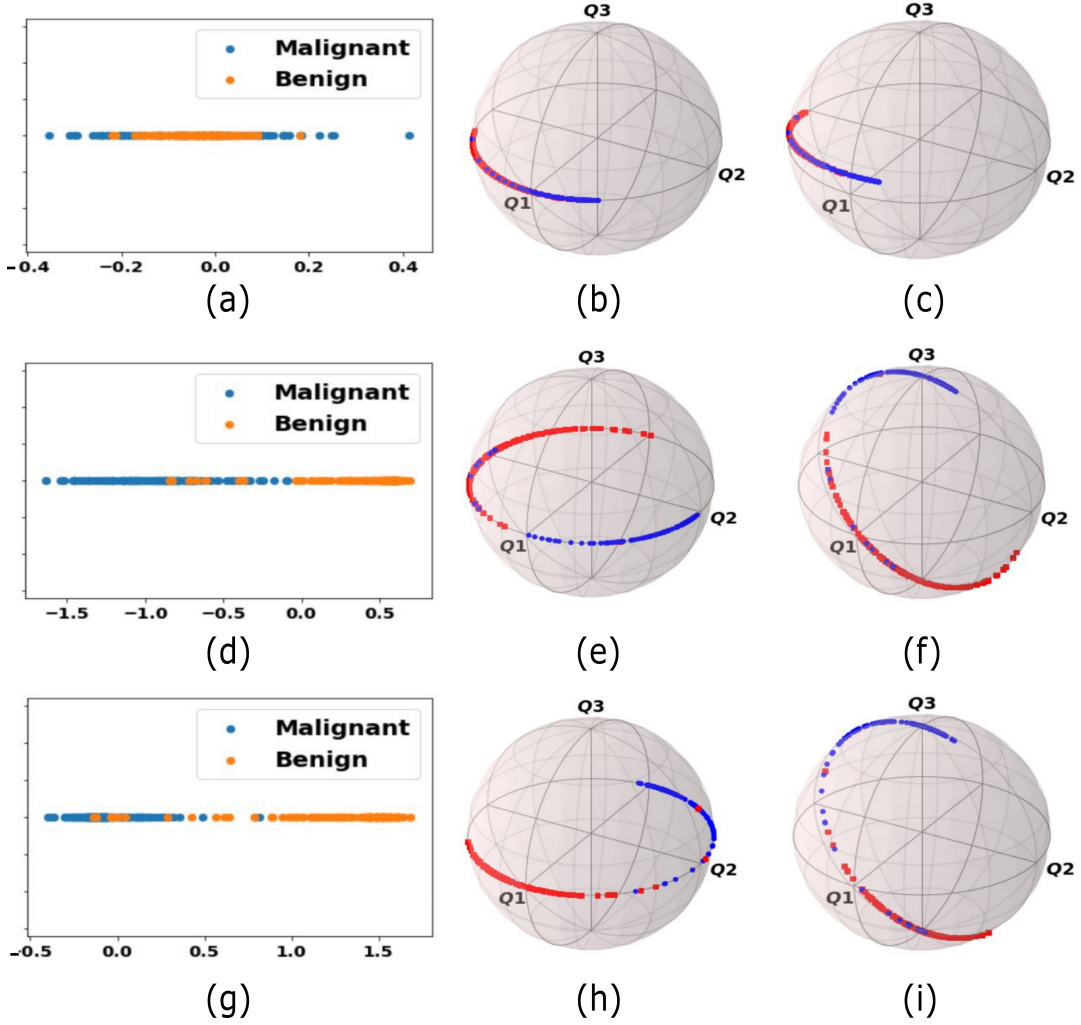 Q3
Malignant
Benign
Q2
Q1
−0.4 −0.2 0.0 0.2 0.4
(a)
(b)
Q3
Q2
Q1
(c)
Malignant
Benign
−1.5 −1.0 −0.5 0.0 0.5
(d)
Q3
Q2
Q1
(e)
Q3
Q2
Q1
(f)
Malignant
Benign
−0.5 0.0 0.5 1.0 1.5
(g)
Q3
Q2
Q1
(h)
Q3
Q2
Q1
(i)